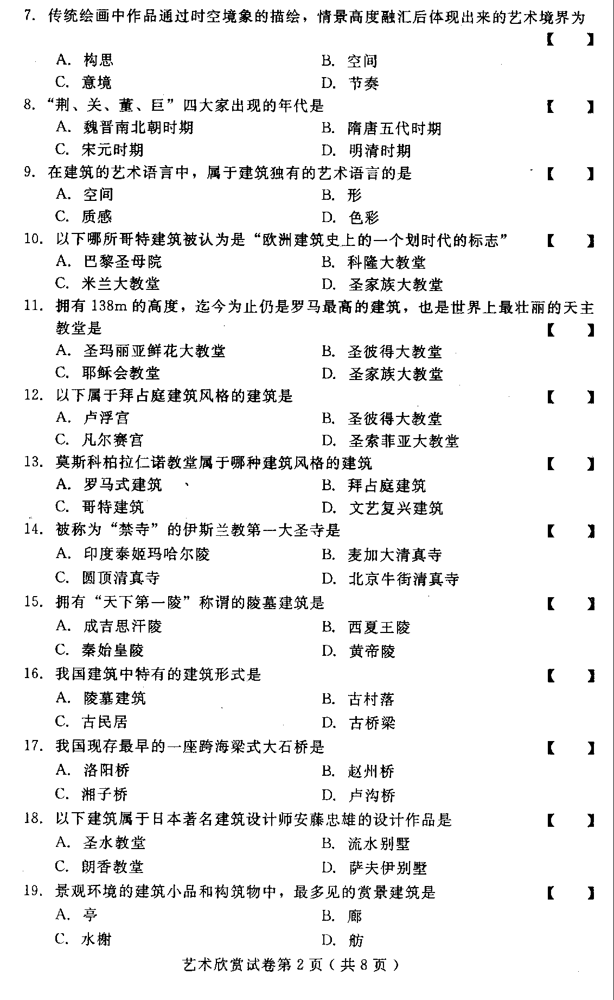 7. 传统绘画中作品通过时空境象的描绘，情景高度融汇后体现出来的艺术境界为
【 】
A. 构思 B. 空间
C. 意境 D. 节奏
8. “荆、关、董、巨”四大家出现的年代是 【 】
A. 魏晋南北朝时期 B. 隋唐五代时期
C. 宋元时期 D. 明清时期
9. 在建筑的艺术语言中，属于建筑独有的艺术语言的是 【 】
A. 空间 B. 形
C. 质感 D. 色彩
10. 以下哪所哥特建筑被认为是“欧洲建筑史上的一个划时代的标志” 【 】
A. 巴黎圣母院 B. 科隆大教堂
C. 米兰大教堂 D. 圣家族大教堂
11. 拥有 138m 的高度，迄今为止仍是罗马最高的建筑，也是世界上最壮丽的天主
教堂是 【 】
A. 圣玛丽亚鲜花大教堂 B. 圣彼得大教堂
C. 耶稣会教堂 D. 圣家族大教堂
12. 以下属于拜占庭建筑风格的建筑是 【 】
A. 卢浮宫 B. 圣彼得大教堂
C. 凡尔赛宫 D. 圣索菲亚大教堂
13. 莫斯科柏拉仁诺教堂属于哪种建筑风格的建筑 【 】
A. 罗马式建筑 B. 拜占庭建筑
C. 哥特建筑 D. 文艺复兴建筑
14. 被称为“禁寺”的伊斯兰教第一大圣寺是 【 】
A. 印度泰姬玛哈尔陵 B. 麦加大清真寺
C. 圆顶清真寺 D. 北京牛街清真寺
15. 拥有“天下第一陵”称谓的陵墓建筑是 【 】
A. 成吉思汗陵 B. 西夏王陵
C. 秦始皇陵 D. 黄帝陵
16. 我国建筑中特有的建筑形式是 【 】
A. 陵墓建筑 B. 古村落
C. 古民居 D. 古桥梁
17. 我国现存最早的一座跨海梁式大石桥是 【 】
A. 洛阳桥 B. 赵州桥
C. 湘子桥 D. 卢沟桥
18. 以下建筑属于日本著名建筑设计师安藤忠雄的设计作品是 【 】
A. 圣水教堂 B. 流水别墅
C. 朗香教堂 D. 萨夫伊别墅
19. 景观环境的建筑小品和构筑物中，最多见的赏景建筑是 【 】
A. 亭 B. 廊
C. 水榭 D. 舫
艺术欣赏试卷第 2 页（共 8 页）